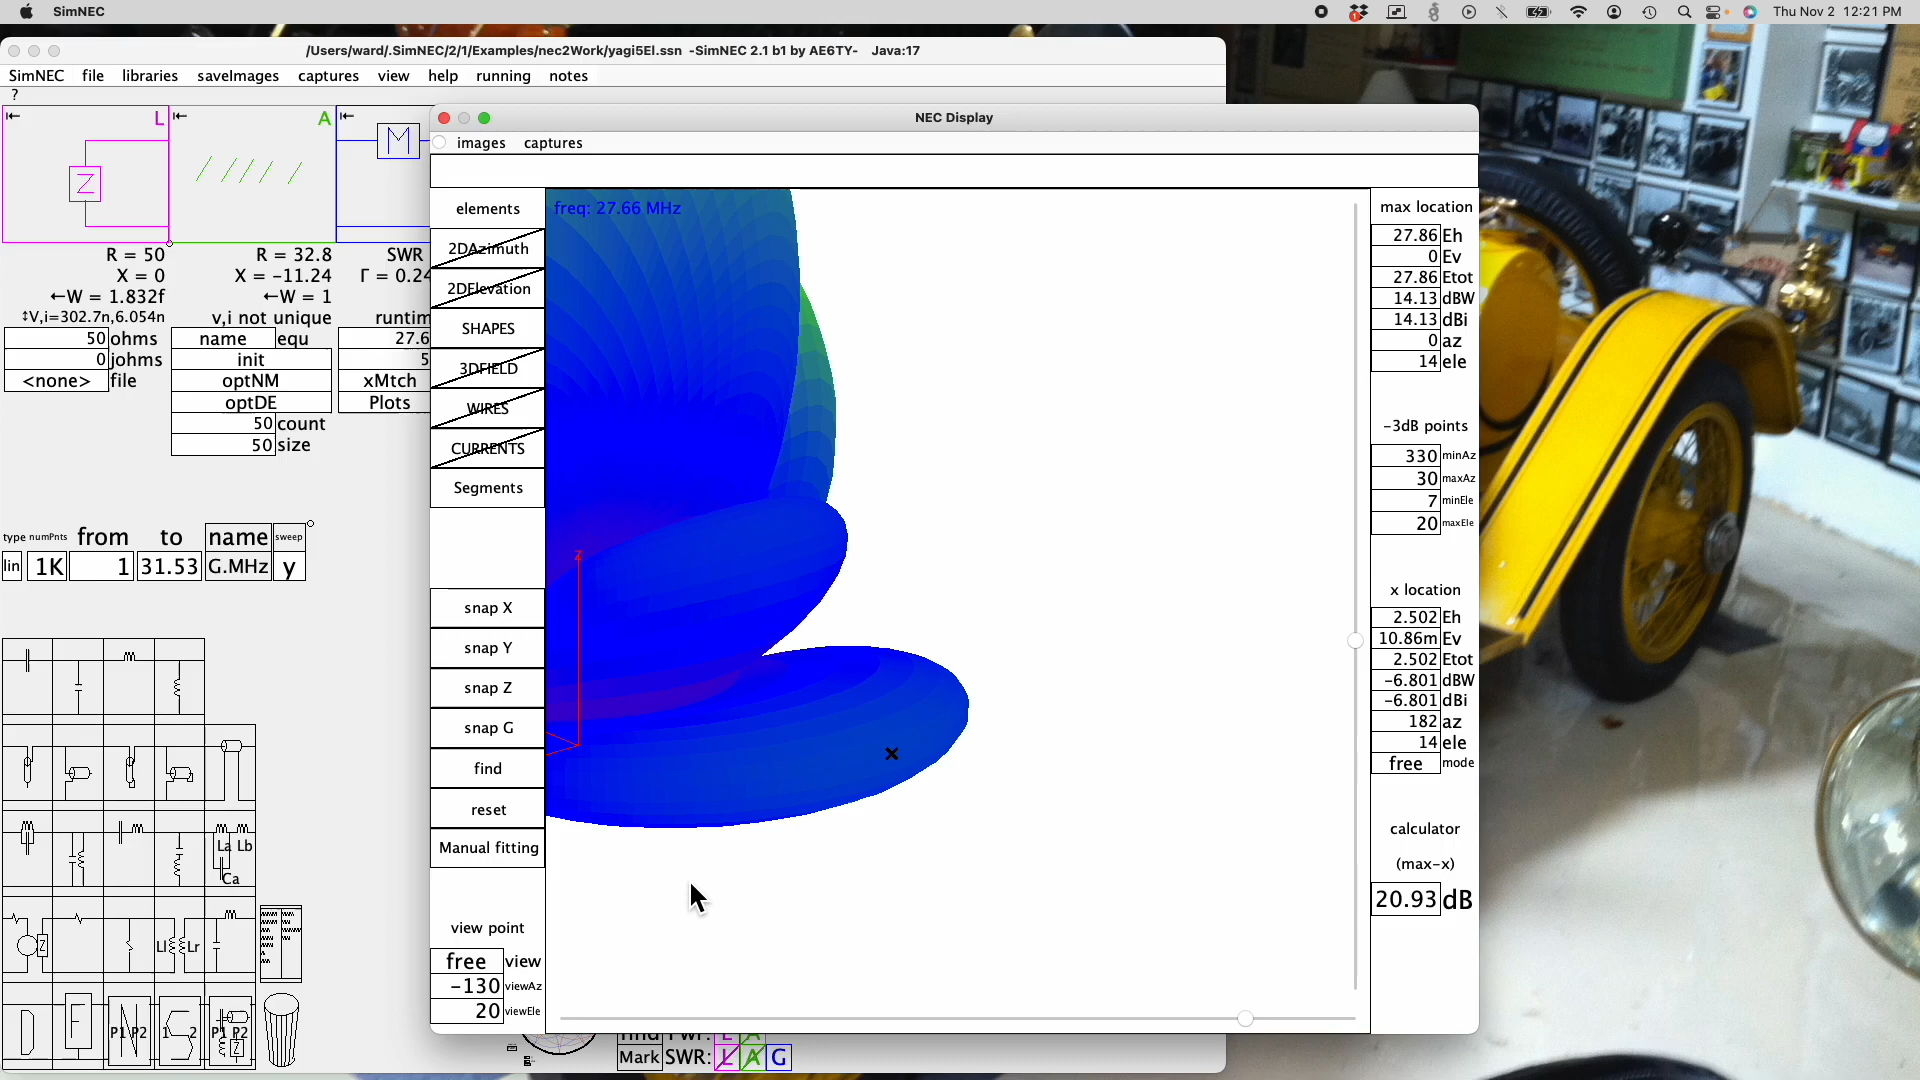 SimNEC
1
Thu Nov 2 12:21 PM
/Users/ward/.SimNEC/2/1/Examples/nec2Work/yagi5El.ssn -SimNEC 2.1 b1 by AE6TY- Java:17
SimNEC file libraries saveImages captures view help running notes
?
L A
Z M
R = 50
X = 0
←W = 1.832f
↕V,i=302.7n,6.054n
50 ohms
0 johms
<none> file
R = 32.8
X = -11.24
←W = 1
v,i not unique
name equ
init
optNM
optDE
50 count
50 size
SWR
Γ = 0.24
runtim
27.6
5
xMtch
Plots
type numPnts from to name sweep
lin 1K 1 31.53 G.MHz y
La Lb
Ca
Z Ll Lr
D F P1 P2 N 1 2 S P1 P2 Z
NEC Display
images captures
elements
2DAzimuth
2DElevation
SHAPES
3DFIELD
WIRES
CURRENTS
Segments
snap X
snap Y
snap Z
snap G
find
reset
Manual fitting
view point
free view
-130 viewAz
20 viewEle
freq: 27.66 MHz
Z
max location
27.86 Eh
0 Ev
27.86 Etot
14.13 dBW
14.13 dBi
0 az
14 ele
-3dB points
330 minAz
30 maxAz
7 minEle
20 maxEle
x location
2.502 Eh
10.86m Ev
2.502 Etot
-6.801 dBW
-6.801 dBi
182 az
14 ele
free mode
calculator
(max-x)
20.93 dB
Mark SWR: L A G